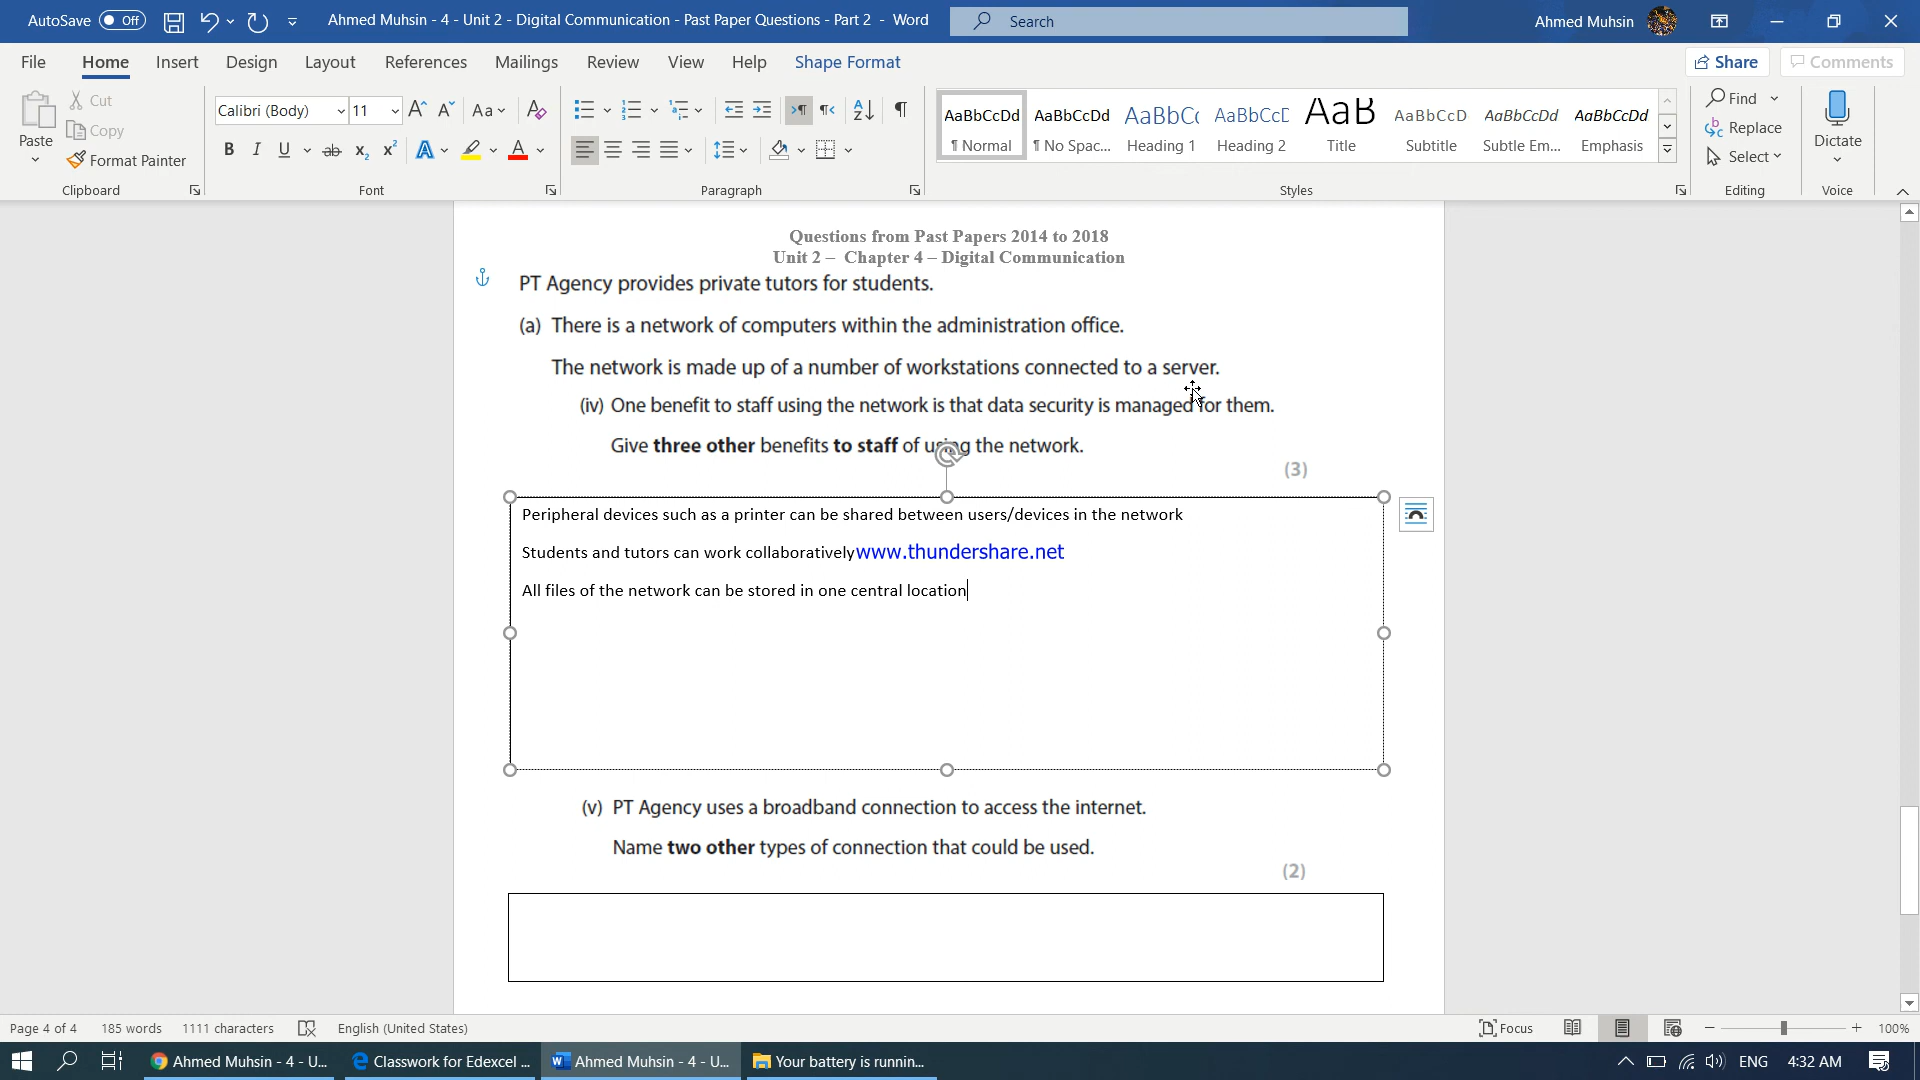 AutoSave Off Ahmed Muhsin - 4 - Unit 2 - Digital Communication - Past Paper Questions - Part 2 - Word Search Ahmed Muhsin
File Home Insert Design Layout References Mailings Review View Help Shape Format Share Comments
Paste Cut
Copy
Format Painter
Clipboard
Calibri (Body) 11
Font
Paragraph
AaBbCcDd AaBbCcDd AaBbCc AaBbCcD AaB AaBbCcD AaBbCcDd AaBbCcDd
¶ Normal ¶ No Spac... Heading 1 Heading 2 Title Subtitle Subtle Em... Emphasis
Styles
Find
Replace
Select
Editing
Dictate
Voice
Questions from Past Papers 2014 to 2018
Unit 2 – Chapter 4 – Digital Communication
PT Agency provides private tutors for students.
(a) There is a network of computers within the administration office.
The network is made up of a number of workstations connected to a server.
(iv) One benefit to staff using the network is that data security is managed for them.
Give three other benefits to staff of using the network.
(3)
Peripheral devices such as a printer can be shared between users/devices in the network
Students and tutors can work collaborativelywww.thundershare.net
All files of the network can be stored in one central location
(v) PT Agency uses a broadband connection to access the internet.
Name two other types of connection that could be used.
(2)
Page 4 of 4 185 words 1111 characters English (United States) Focus 100%
Ahmed Muhsin - 4 - U... Classwork for Edexcel ... Ahmed Muhsin - 4 - U... Your battery is runnin... ENG 4:32 AM